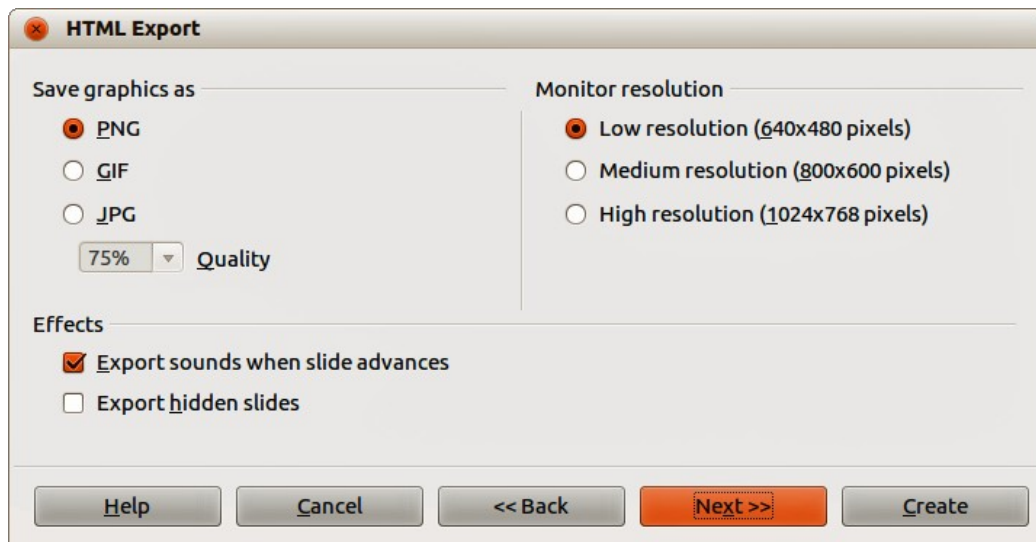 HTML Export
Save graphics as
PNG
GIF
JPG
75% Quality
Monitor resolution
Low resolution (640x480 pixels)
Medium resolution (800x600 pixels)
High resolution (1024x768 pixels)
Effects
Export sounds when slide advances
Export hidden slides
Help Cancel << Back Next >> Create